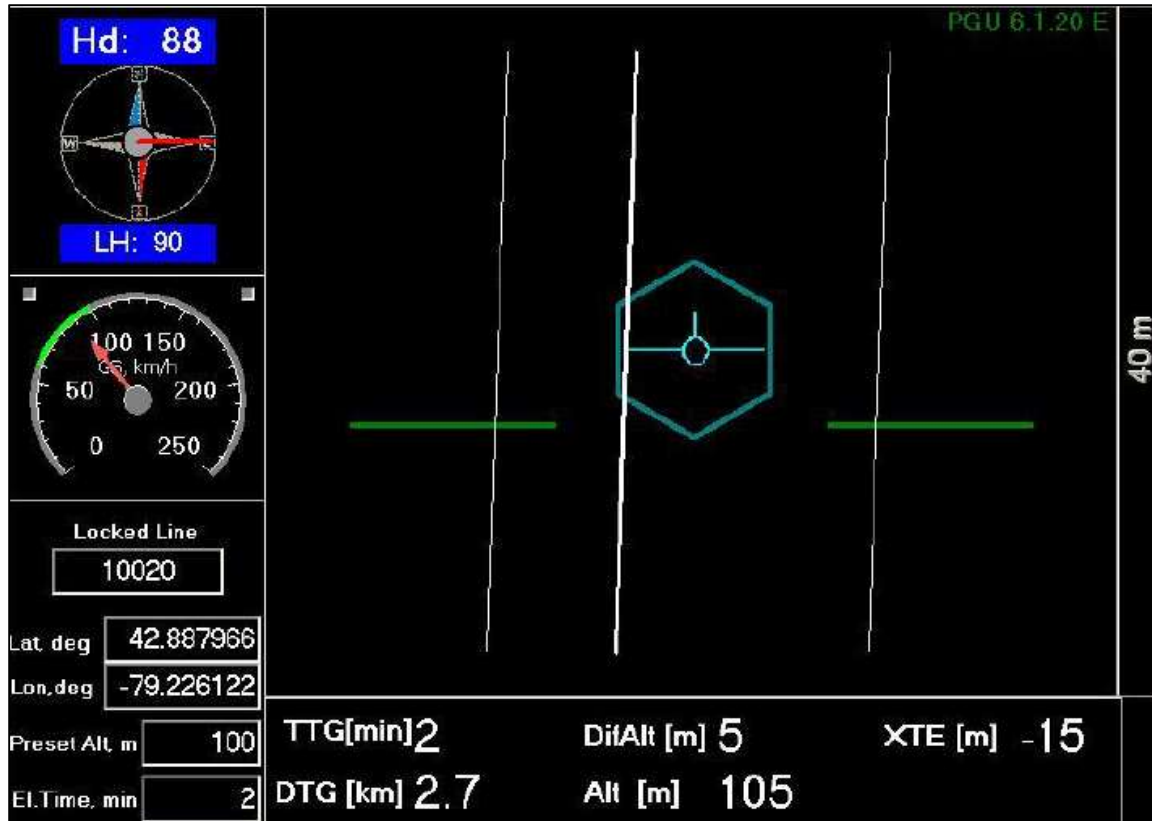 Hd: 88
N
W
E
LH: 90
100 150
GS, km/h
50 200
0 250
Locked Line
10020
Lat, deg 42.887966
Lon,deg -79.226122
Preset Alt, m 100
El.Time, min 2
PGU 6.1.20 E
40 m
TTG[min] 2 DifAlt [m] 5 XTE [m] -15
DTG [km] 2.7 Alt [m] 105